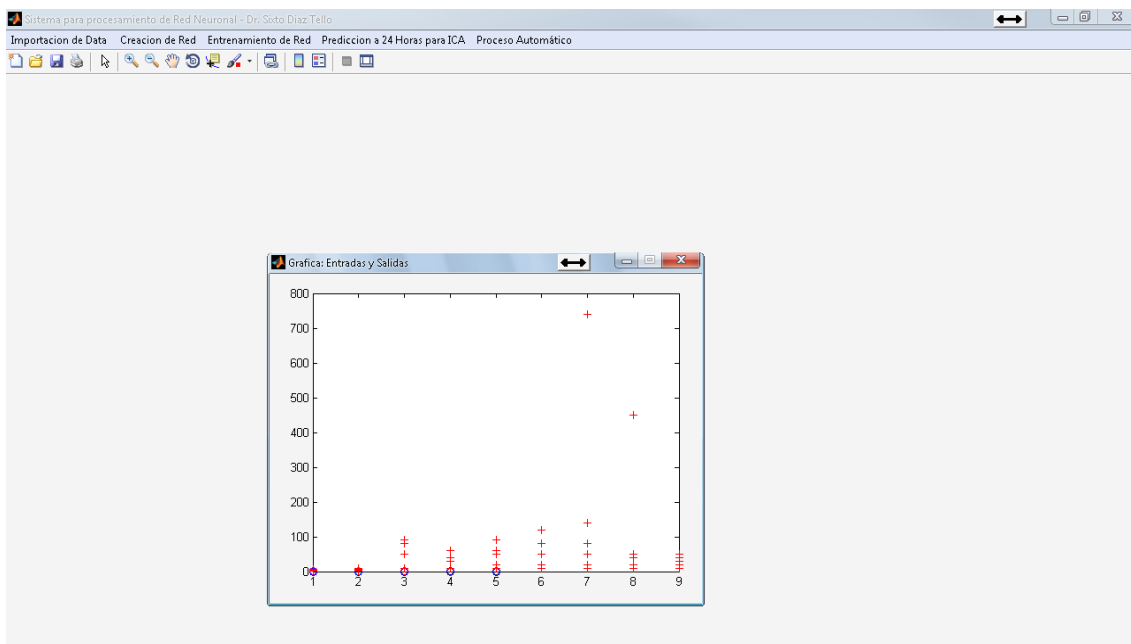 Sistema para procesamiento de Red Neuronal - Dr. Sixto Diaz Tello
Importacion de Data Creacion de Red Entrenamiento de Red Prediccion a 24 Horas para ICA Proceso Automático
Grafica: Entradas y Salidas
800
700
600
500
400
300
200
100
0
1 2 3 4 5 6 7 8 9